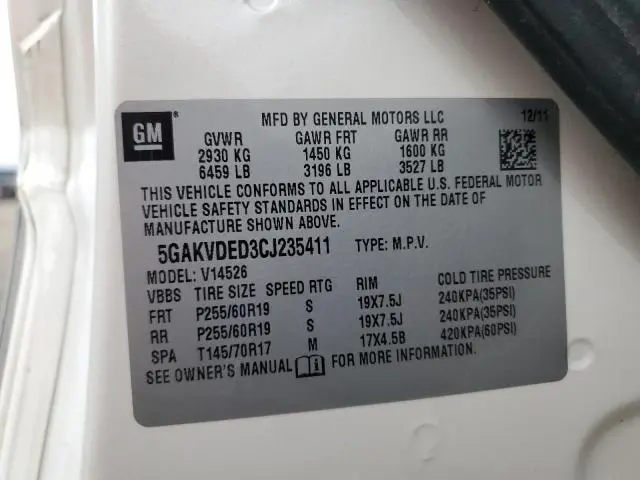 GM®
MFD BY GENERAL MOTORS LLC 12/11
GVWR GAWR FRT GAWR RR
2930 KG 1450 KG 1600 KG
6459 LB 3196 LB 3527 LB
THIS VEHICLE CONFORMS TO ALL APPLICABLE U.S. FEDERAL MOTOR
VEHICLE SAFETY STANDARDS IN EFFECT ON THE DATE OF
MANUFACTURE SHOWN ABOVE.
5GAKVDED3CJ235411 TYPE: M.P.V.
MODEL: V14526
VBBS TIRE SIZE SPEED RTG RIM COLD TIRE PRESSURE
FRT P255/60R19 S 19X7.5J 240KPA(35PSI)
RR P255/60R19 S 19X7.5J 240KPA(35PSI)
SPA T145/70R17 M 17X4.5B 420KPA(60PSI)
SEE OWNER'S MANUAL FOR MORE INFORMATION.